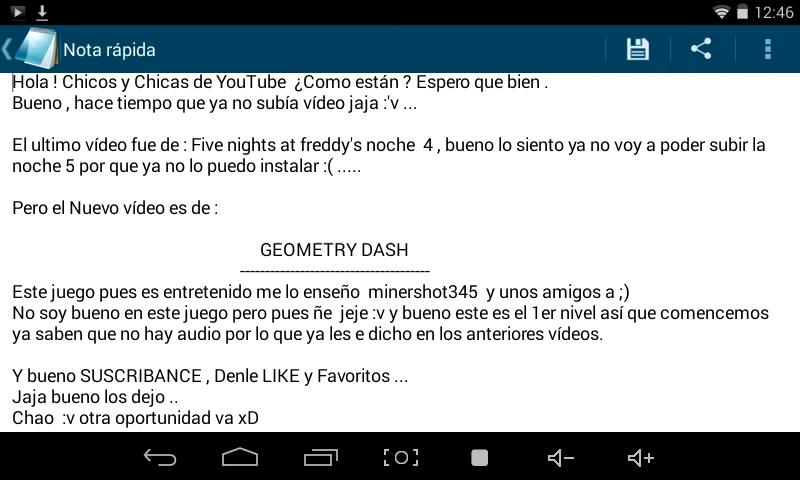 12:46
Nota rápida
Hola ! Chicos y Chicas de YouTube ¿Como están ? Espero que bien .
Bueno , hace tiempo que ya no subía vídeo jaja :'v ...
El ultimo vídeo fue de : Five nights at freddy's noche 4 , bueno lo siento ya no voy a poder subir la
noche 5 por que ya no lo puedo instalar :( .....
Pero el Nuevo vídeo es de :
GEOMETRY DASH
--------------------------------------
Este juego pues es entretenido me lo enseño minershot345 y unos amigos a ;)
No soy bueno en este juego pero pues ñe jeje :v y bueno este es el 1er nivel así que comencemos
ya saben que no hay audio por lo que ya les e dicho en los anteriores vídeos.
Y bueno SUSCRIBANCE , Denle LIKE y Favoritos ...
Jaja bueno los dejo ..
Chao :v otra oportunidad va xD